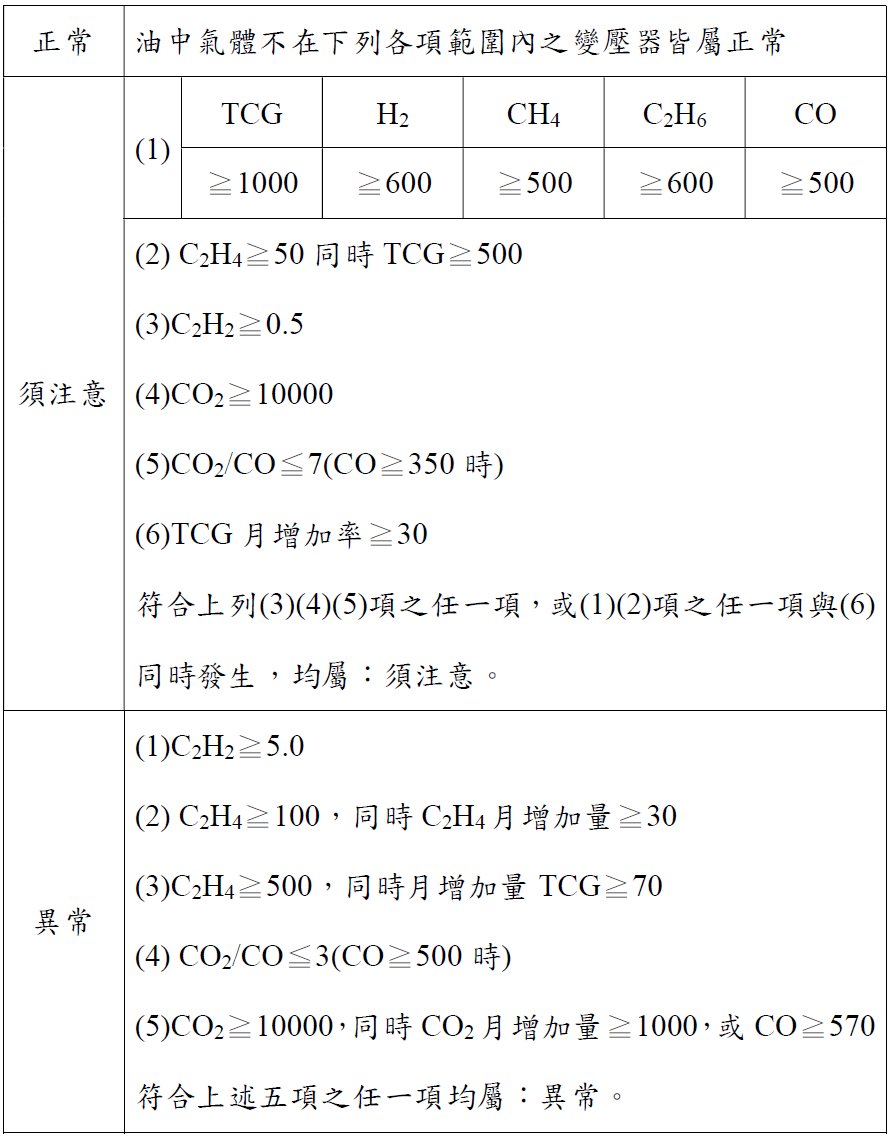 正常 油中氣體不在下列各項範圍內之變壓器皆屬正常
須注意
(1) TCG H₂ CH₄ C₂H₆ CO
≧1000 ≧600 ≧500 ≧600 ≧500
(2) C₂H₄≧50 同時 TCG≧500
(3)C₂H₂≧0.5
(4)CO₂≧10000
(5)CO₂/CO≦7(CO≧350 時)
(6)TCG 月增加率≧30
符合上列(3)(4)(5)項之任一項，或(1)(2)項之任一項與(6)
同時發生，均屬：須注意。
異常
(1)C₂H₂≧5.0
(2) C₂H₄≧100，同時 C₂H₄月增加量≧30
(3)C₂H₄≧500，同時月增加量 TCG≧70
(4) CO₂/CO≦3(CO≧500 時)
(5)CO₂≧10000，同時 CO₂月增加量≧1000，或 CO≧570
符合上述五項之任一項均屬：異常。